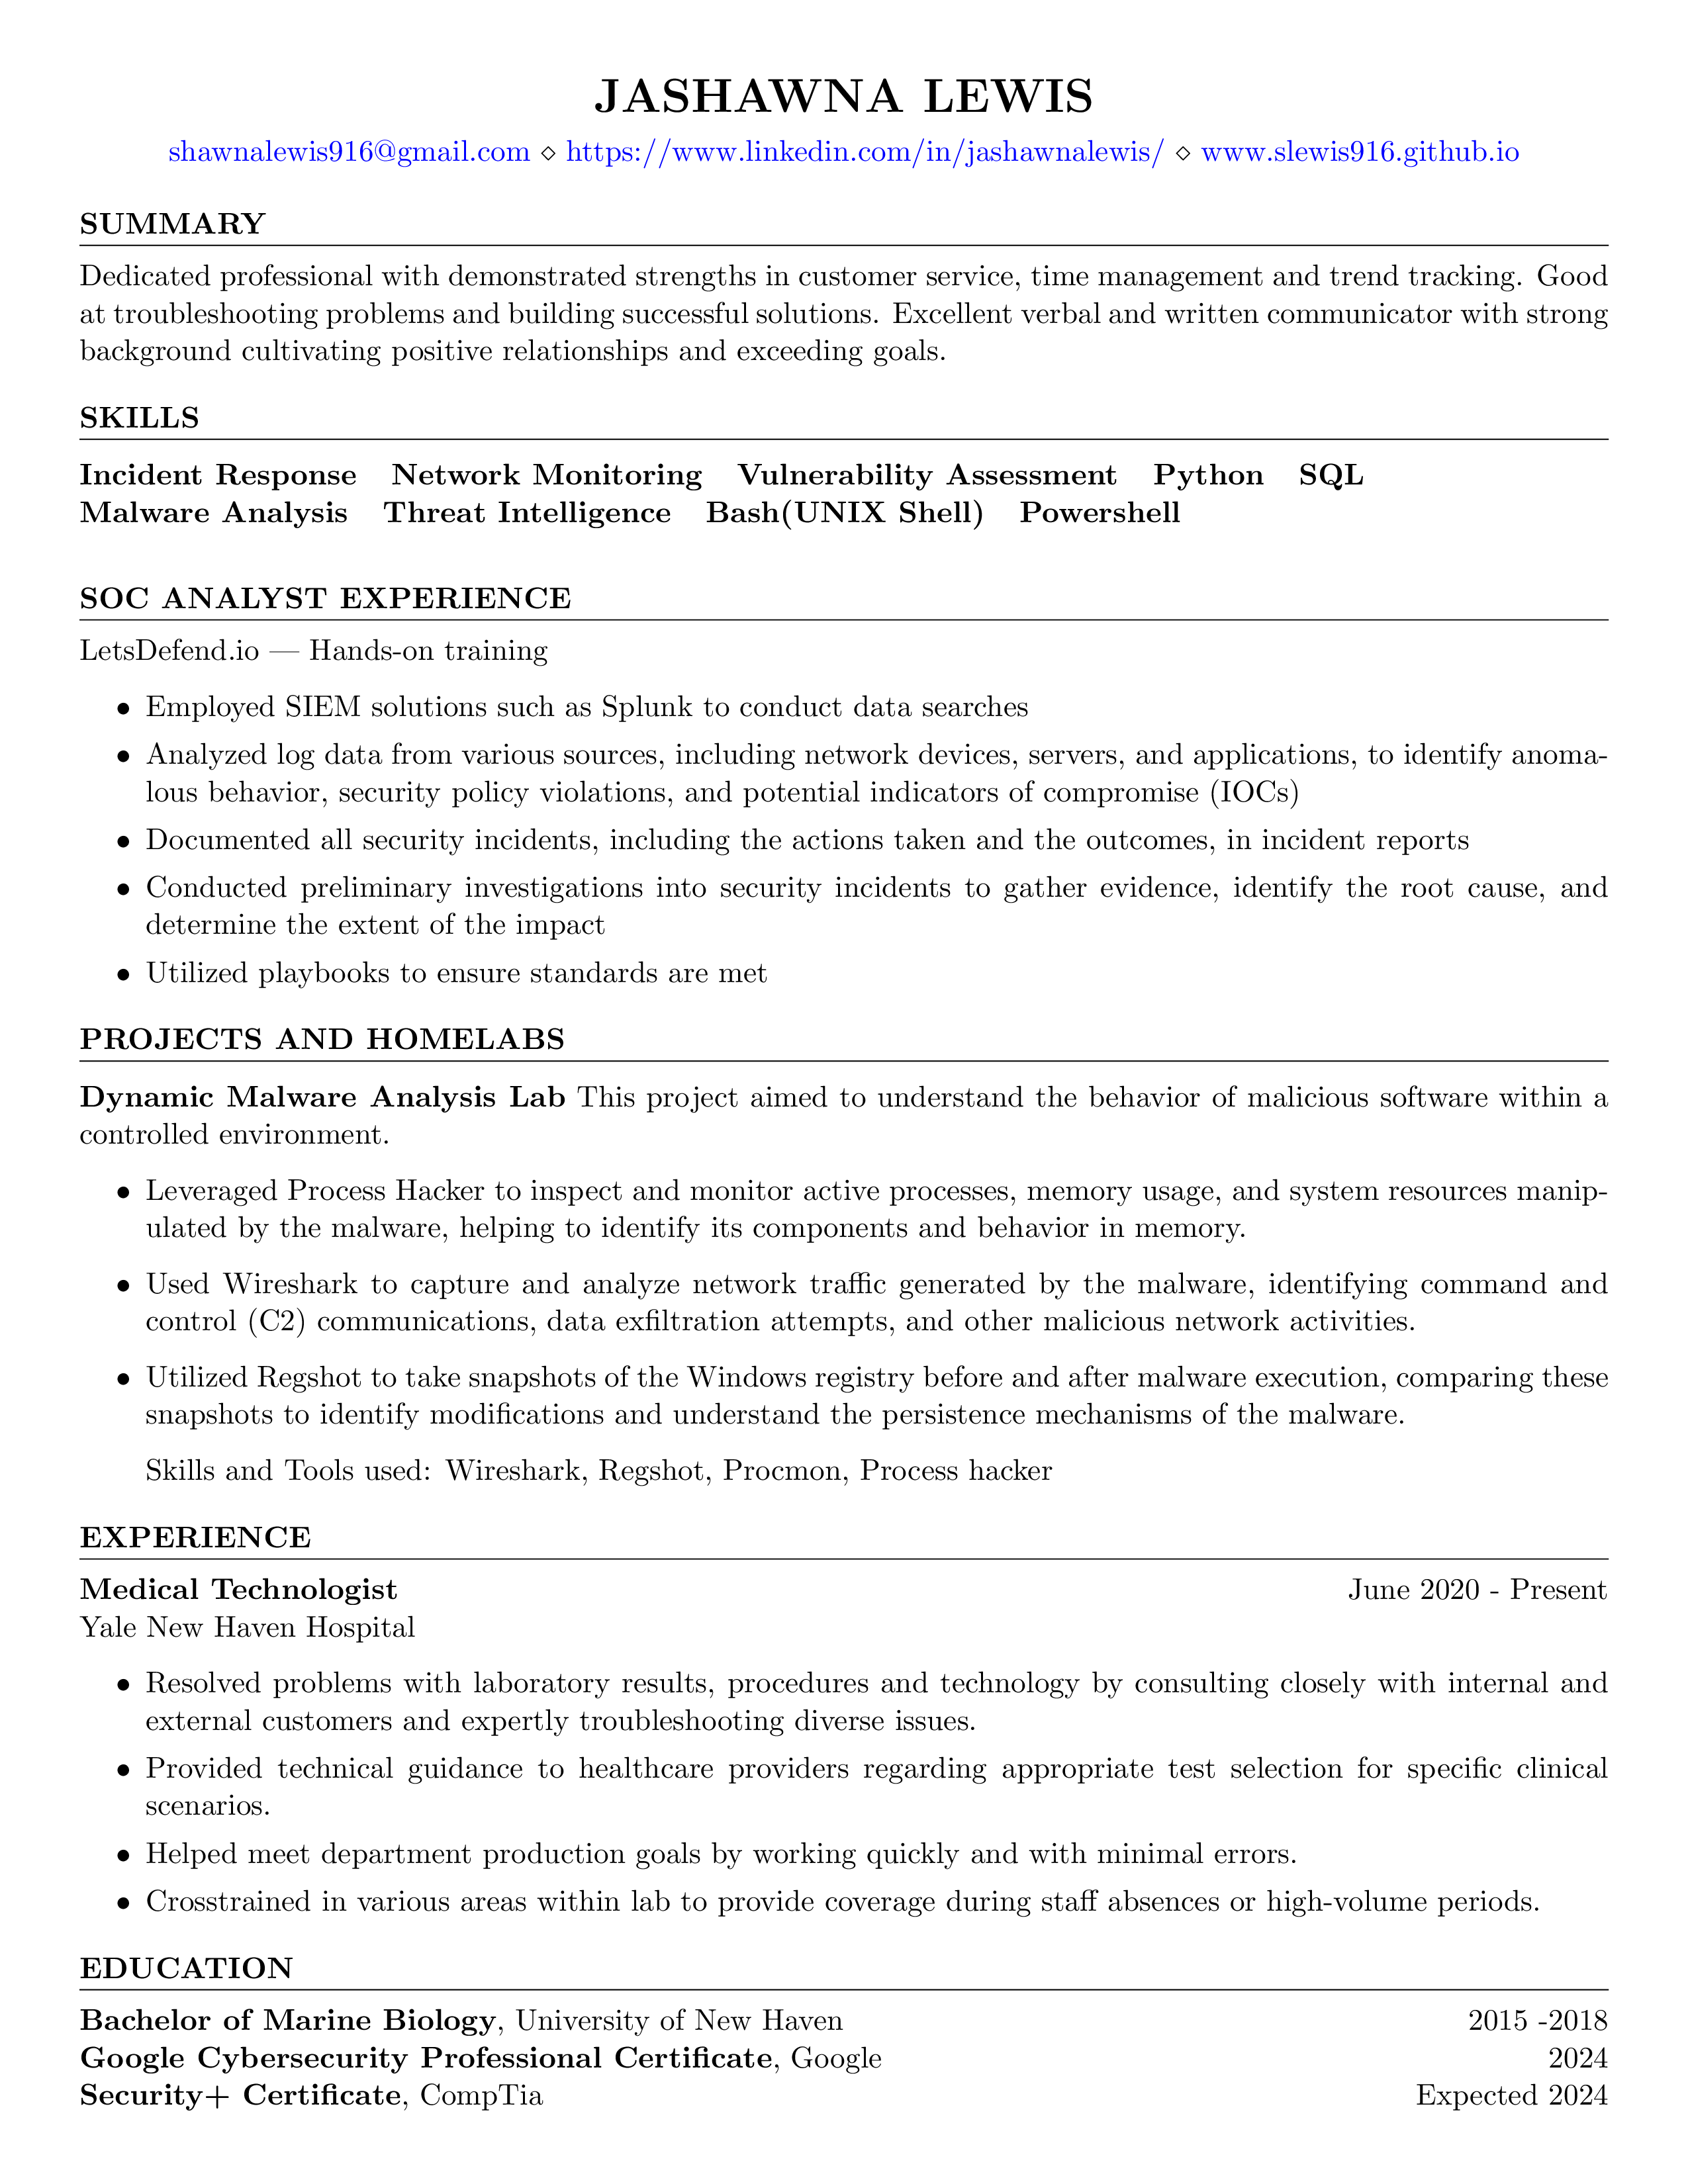 JASHAWNA LEWIS
shawnalewis916@gmail.com ⋄ https://www.linkedin.com/in/jashawnalewis/ ⋄ www.slewis916.github.io
SUMMARY
Dedicated professional with demonstrated strengths in customer service, time management and trend tracking. Good
at troubleshooting problems and building successful solutions. Excellent verbal and written communicator with strong
background cultivating positive relationships and exceeding goals.
SKILLS
Incident Response Network Monitoring Vulnerability Assessment Python SQL
Malware Analysis Threat Intelligence Bash(UNIX Shell) Powershell
SOC ANALYST EXPERIENCE
LetsDefend.io — Hands-on training
• Employed SIEM solutions such as Splunk to conduct data searches
• Analyzed log data from various sources, including network devices, servers, and applications, to identify anoma-
lous behavior, security policy violations, and potential indicators of compromise (IOCs)
• Documented all security incidents, including the actions taken and the outcomes, in incident reports
• Conducted preliminary investigations into security incidents to gather evidence, identify the root cause, and
determine the extent of the impact
• Utilized playbooks to ensure standards are met
PROJECTS AND HOMELABS
Dynamic Malware Analysis Lab This project aimed to understand the behavior of malicious software within a
controlled environment.
• Leveraged Process Hacker to inspect and monitor active processes, memory usage, and system resources manip-
ulated by the malware, helping to identify its components and behavior in memory.
• Used Wireshark to capture and analyze network traffic generated by the malware, identifying command and
control (C2) communications, data exfiltration attempts, and other malicious network activities.
• Utilized Regshot to take snapshots of the Windows registry before and after malware execution, comparing these
snapshots to identify modifications and understand the persistence mechanisms of the malware.
Skills and Tools used: Wireshark, Regshot, Procmon, Process hacker
EXPERIENCE
Medical Technologist June 2020 - Present
Yale New Haven Hospital
• Resolved problems with laboratory results, procedures and technology by consulting closely with internal and
external customers and expertly troubleshooting diverse issues.
• Provided technical guidance to healthcare providers regarding appropriate test selection for specific clinical
scenarios.
• Helped meet department production goals by working quickly and with minimal errors.
• Crosstrained in various areas within lab to provide coverage during staff absences or high-volume periods.
EDUCATION
Bachelor of Marine Biology, University of New Haven 2015 -2018
Google Cybersecurity Professional Certificate, Google 2024
Security+ Certificate, CompTia Expected 2024